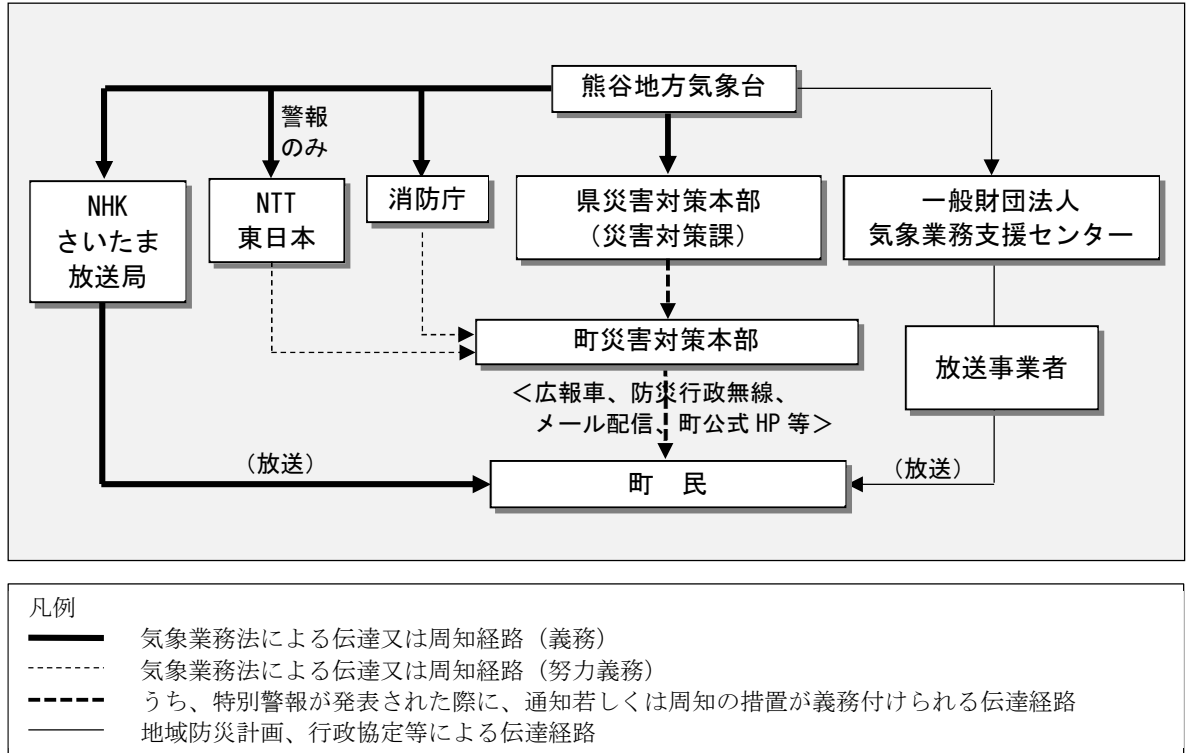 熊谷地方気象台
警報
のみ
NHK
さいたま
放送局
NTT
東日本
消防庁
県災害対策本部
（災害対策課）
一般財団法人
気象業務支援センター
町災害対策本部
放送事業者
＜広報車、防災行政無線、
メール配信、町公式 HP 等＞
（放送）
（放送）
町　民
凡例
気象業務法による伝達又は周知経路（義務）
気象業務法による伝達又は周知経路（努力義務）
うち、特別警報が発表された際に、通知若しくは周知の措置が義務付けられる伝達経路
地域防災計画、行政協定等による伝達経路